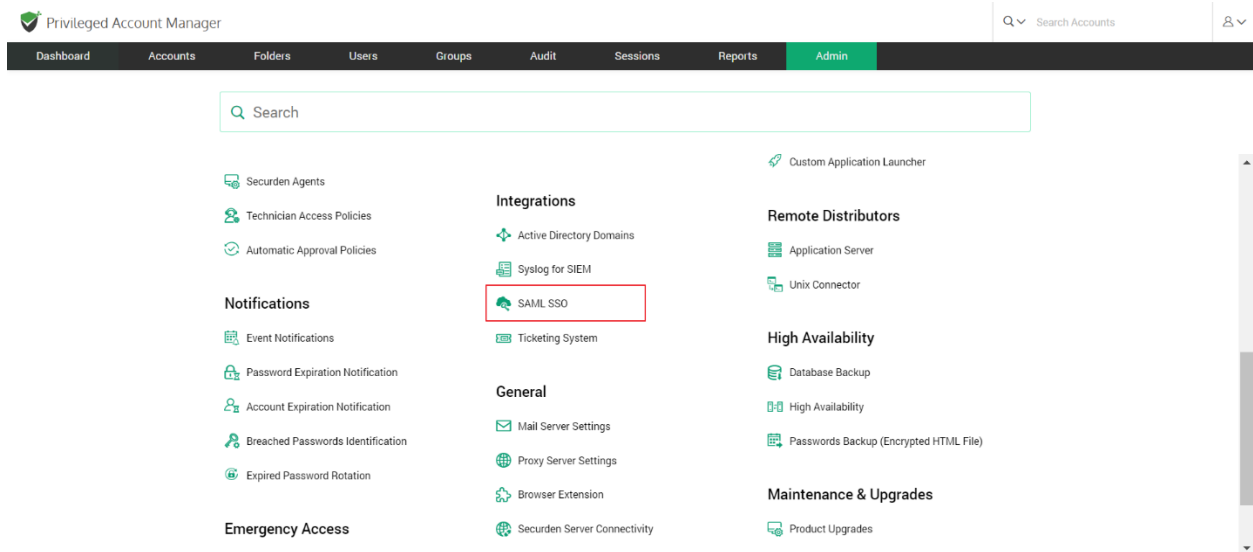 Privileged Account Manager
Search Accounts
Dashboard Accounts Folders Users Groups Audit Sessions Reports Admin
Search
Securden Agents
Technician Access Policies
Automatic Approval Policies
Notifications
Event Notifications
Password Expiration Notification
Account Expiration Notification
Breached Passwords Identification
Expired Password Rotation
Emergency Access
Integrations
Active Directory Domains
Syslog for SIEM
SAML SSO
Ticketing System
General
Mail Server Settings
Proxy Server Settings
Browser Extension
Securden Server Connectivity
Custom Application Launcher
Remote Distributors
Application Server
Unix Connector
High Availability
Database Backup
High Availability
Passwords Backup (Encrypted HTML File)
Maintenance & Upgrades
Product Upgrades